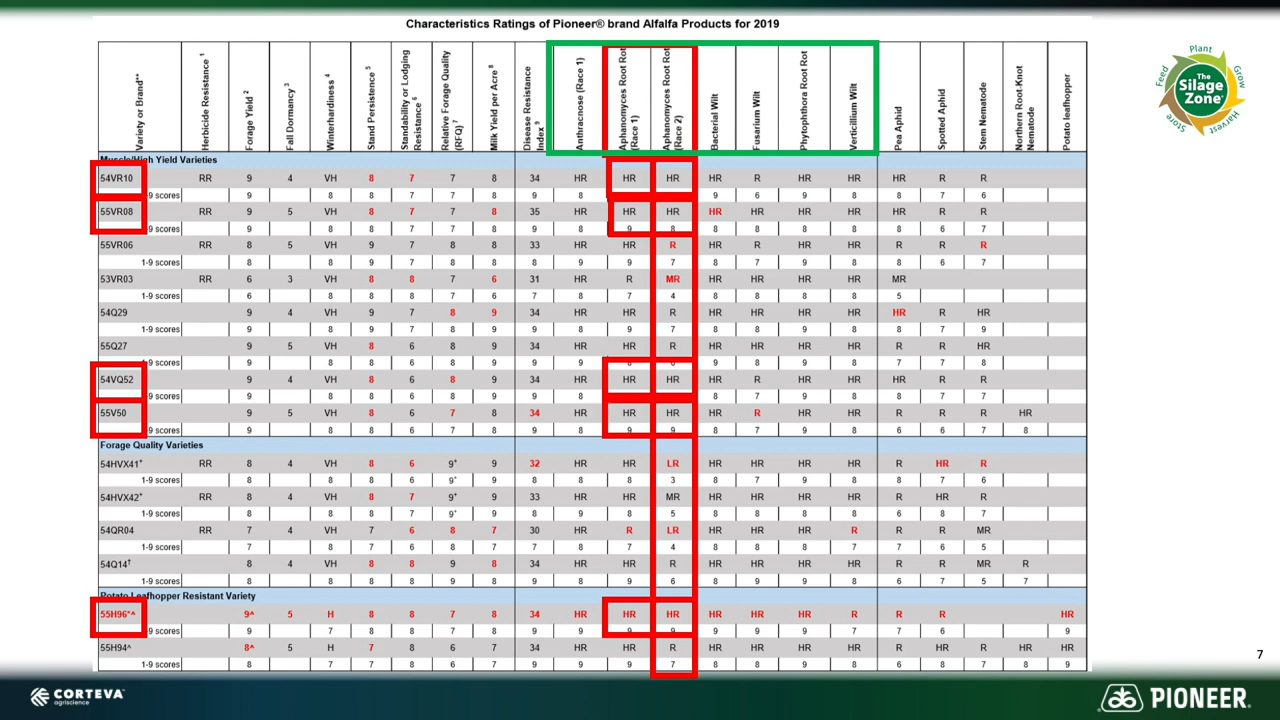 Characteristics Ratings of Pioneer® brand Alfalfa Products for 2019
Variety or Brand**
Herbicide Resistance 1
Forage Yield 2
Fall Dormancy 3
Winterhardiness 4
Stand Persistence 5
Standability or Lodging Resistance 6
Relative Forage Quality (RFQ) 7
Milk Yield per Acre 8
Disease Resistance Index 9
Anthracnose (Race 1)
Aphanomyces Root Rot (Race 1)
Aphanomyces Root Rot (Race 2)
Bacterial Wilt
Fusarium Wilt
Phytophthora Root Rot
Verticillium Wilt
Pea Aphid
Spotted Aphid
Stem Nematode
Northern Root-Knot Nematode
Potato leafhopper
Muscle/High Yield Varieties
54VR10 RR 9 4 VH 8 7 7 8 34 HR HR HR HR R HR HR HR R R
-9 scores 9 8 8 7 7 8 9 8 9 6 9 8 8 7 6
55VR08 RR 9 5 VH 8 7 7 8 35 HR HR HR HR HR HR HR HR R R
-9 scores 9 8 8 7 7 8 9 8 9 8 8 8 8 8 8 7 7
55VR06 RR 8 5 VH 9 7 8 8 33 HR HR R HR R HR HR R R R
1-9 scores 8 8 9 7 8 8 8 9 9 7 8 7 9 8 8 6 7
53VR03 RR 6 3 VH 8 8 7 6 31 HR R MR HR HR HR HR MR
1-9 scores 6 8 8 8 7 6 7 8 7 4 8 8 8 8 5
54Q29 9 4 VH 9 7 8 9 34 HR HR R HR HR HR HR HR R HR
1-9 scores 9 8 9 7 8 9 9 8 9 7 8 8 9 8 8 7 9
55Q27 9 5 VH 8 6 8 9 34 HR HR R HR HR HR HR R R HR
1-9 scores 9 8 8 6 8 9 9 9 8 6 9 8 9 8 7 7 8
54VQ52 9 4 VH 8 6 8 9 34 HR HR HR HR R HR HR HR R R
-9 scores 9 8 8 6 8 9 9 8 8 7 9 8 8 7 7
55V50 9 5 VH 8 6 7 8 34 HR HR HR HR R HR HR R R R HR
-9 scores 9 8 8 6 7 8 9 8 9 9 8 7 9 8 6 6 7 8
Forage Quality Varieties
54HVX41+ RR 8 4 VH 8 6 9+ 9 32 HR HR LR HR HR HR HR R HR R
1-9 scores 8 8 8 6 9+ 9 8 8 8 3 8 7 9 8 7 8 6
54HVX42+ RR 8 4 VH 8 7 9+ 9 33 HR HR MR HR HR HR HR R HR R
1-9 scores 8 8 8 7 9+ 9 8 9 8 5 8 8 9 8 7 8 7
54QR04 RR 7 4 VH 7 6 8 7 30 HR R LR HR HR HR R R R MR
1-9 scores 7 8 7 6 8 7 7 8 7 4 8 8 8 7 7 6 5
54Q14† 8 4 VH 8 8 9 8 34 HR HR R HR HR HR HR R R MR R
1-9 scores 8 8 8 8 9 8 9 8 9 6 8 9 9 8 6 7 5 7
Potato Leafhopper Resistant Variety
55H96*^ 9^ 5 H 8 8 7 8 34 HR HR HR HR HR HR R R R HR
-9 scores 9 7 8 8 7 8 9 9 9 9 8 8 8 7 7 6 9
55H94^ 8^ 5 H 7 8 6 7 34 HR HR R HR HR HR HR R HR R HR HR
1-9 scores 8 7 7 8 6 7 9 9 9 7 8 8 9 8 6 8 7 8 9
Plant
Grow
Harvest
Store
Feed
The
Silage
Zone®
7
CORTEVA
agriscience
PIONEER.